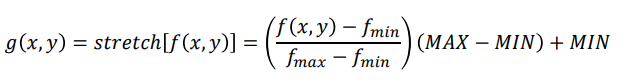 g(x,y) = stretch[f(x,y)] = ((f(x,y) − f_min)/(f_max − f_min)) (MAX − MIN) + MIN